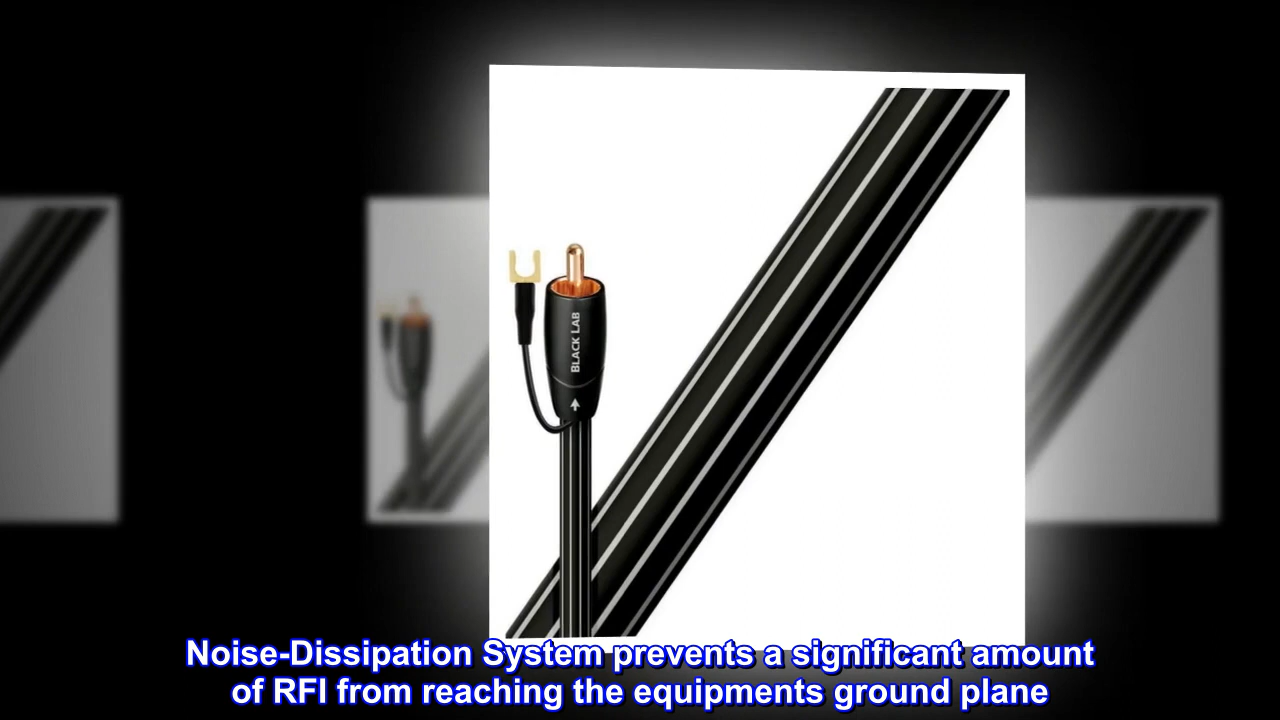 BLACK LAB
Noise-Dissipation System prevents a significant amount
of RFI from reaching the equipments ground plane